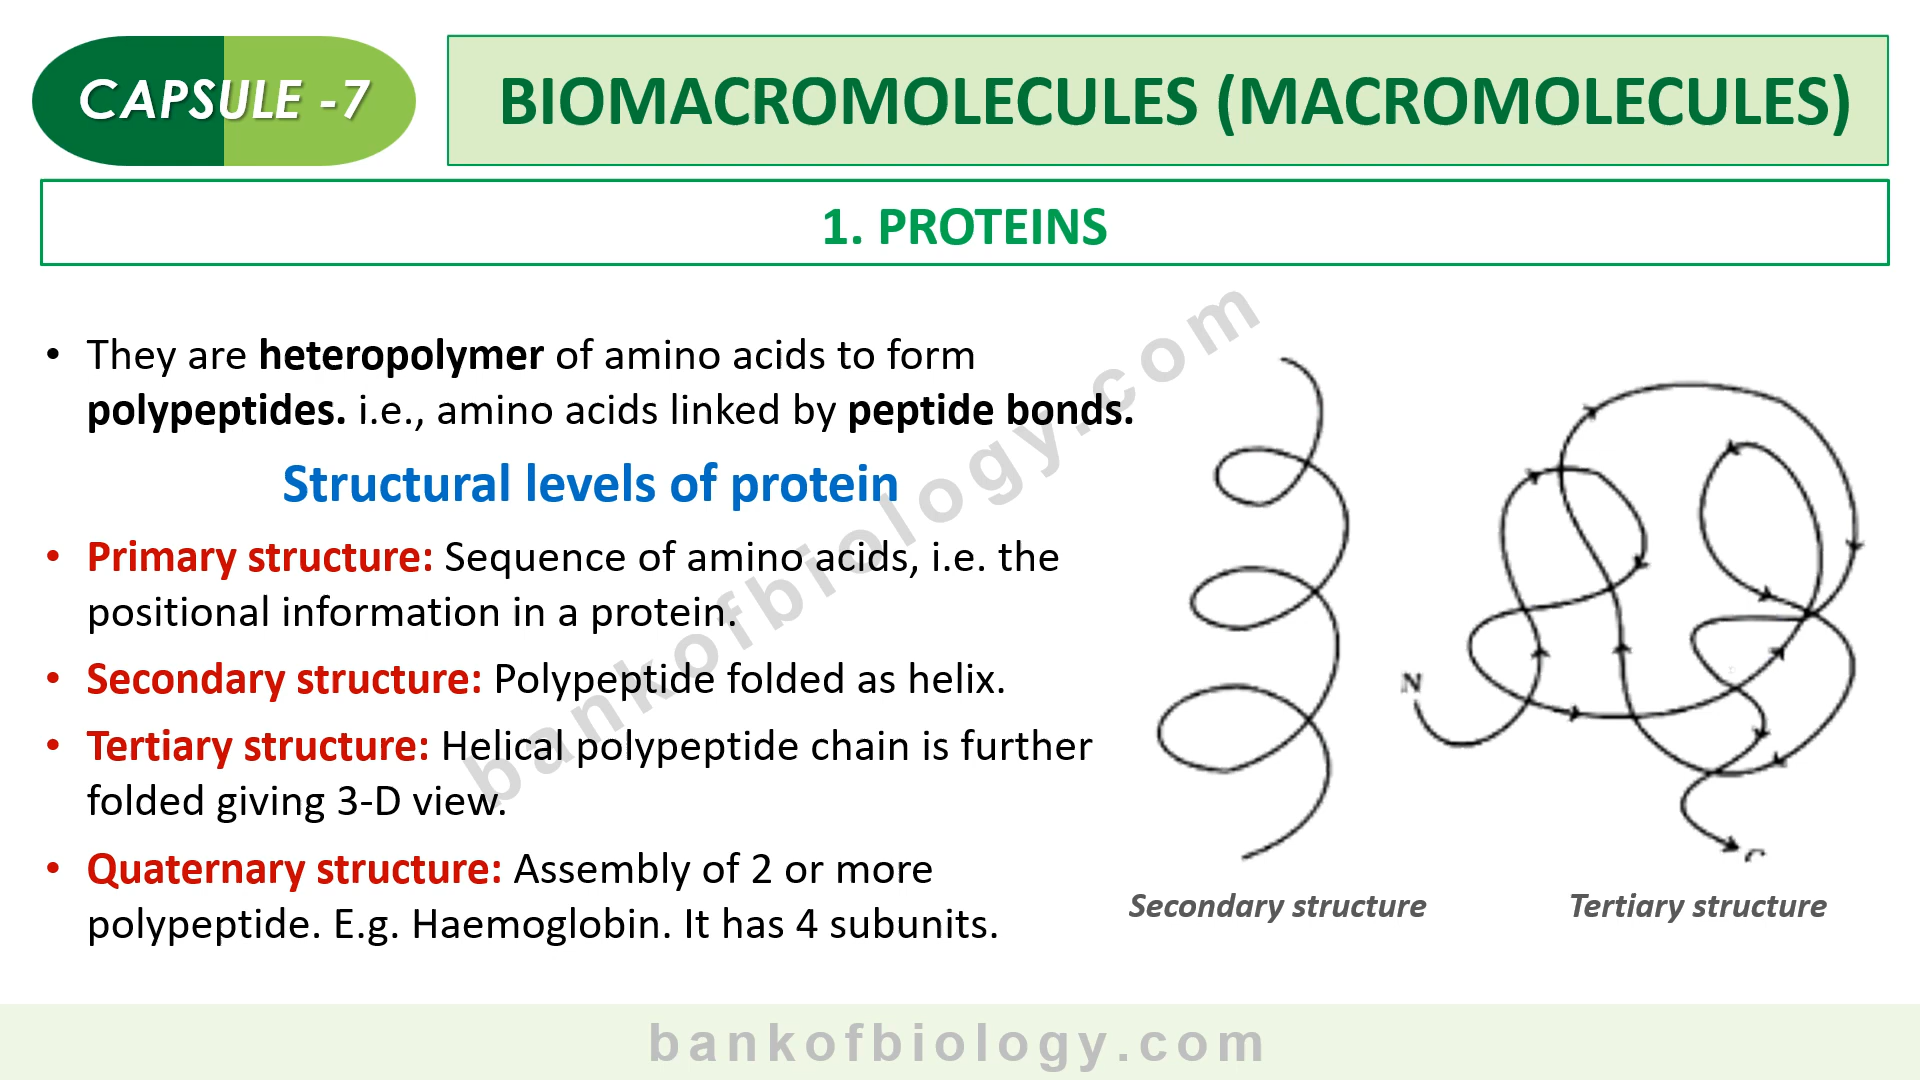 CAPSULE -7
BIOMACROMOLECULES (MACROMOLECULES)
1. PROTEINS
• They are heteropolymer of amino acids to form
polypeptides. i.e., amino acids linked by peptide bonds.
Structural levels of protein
• Primary structure: Sequence of amino acids, i.e. the
positional information in a protein.
• Secondary structure: Polypeptide folded as helix.
• Tertiary structure: Helical polypeptide chain is further
folded giving 3-D view.
• Quaternary structure: Assembly of 2 or more
polypeptide. E.g. Haemoglobin. It has 4 subunits.
N
C
Secondary structure
Tertiary structure
bankofbiology.com
bankofbiology.com